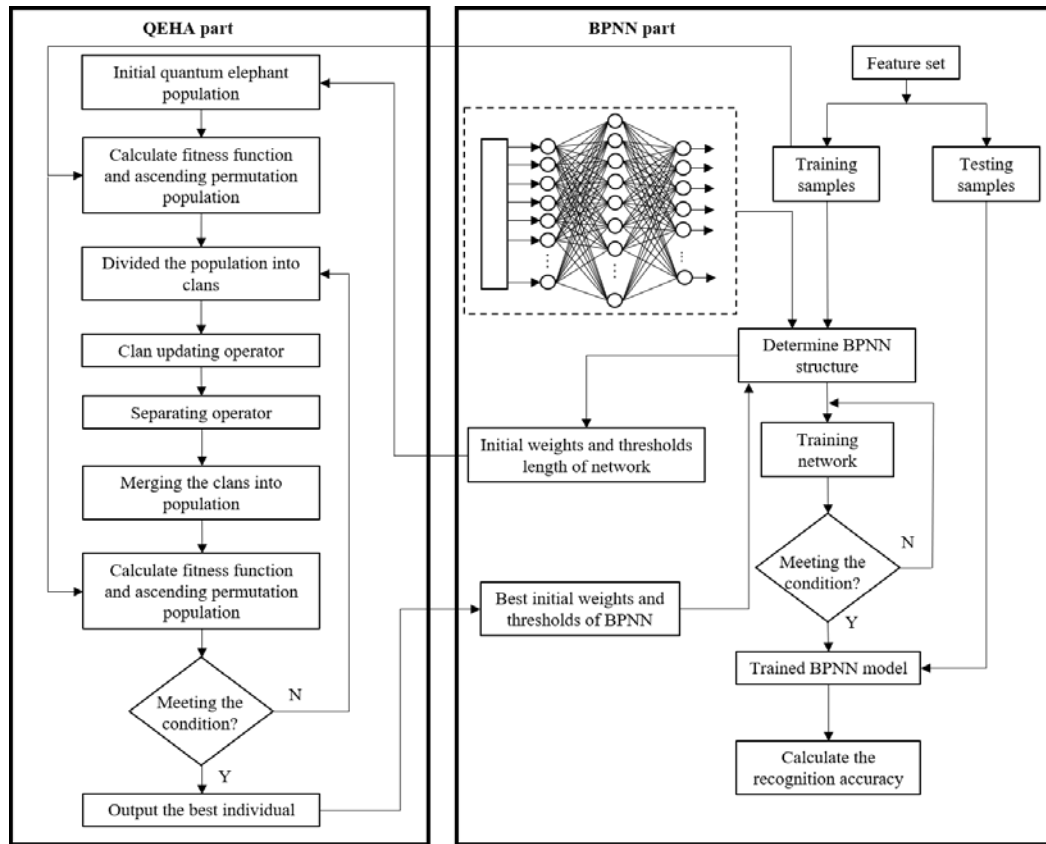 QEHA part
Initial quantum elephant
population
Calculate fitness function
and ascending permutation
population
Divided the population into
clans
Clan updating operator
Separating operator
Merging the clans into
population
Calculate fitness function
and ascending permutation
population
Meeting the
condition?
N
Y
Output the best individual
BPNN part
Feature set
Training
samples
Testing
samples
Determine BPNN
structure
Initial weights and thresholds
length of network
Training
network
Meeting the
condition?
N
Y
Best initial weights and
thresholds of BPNN
Trained BPNN model
Calculate the
recognition accuracy